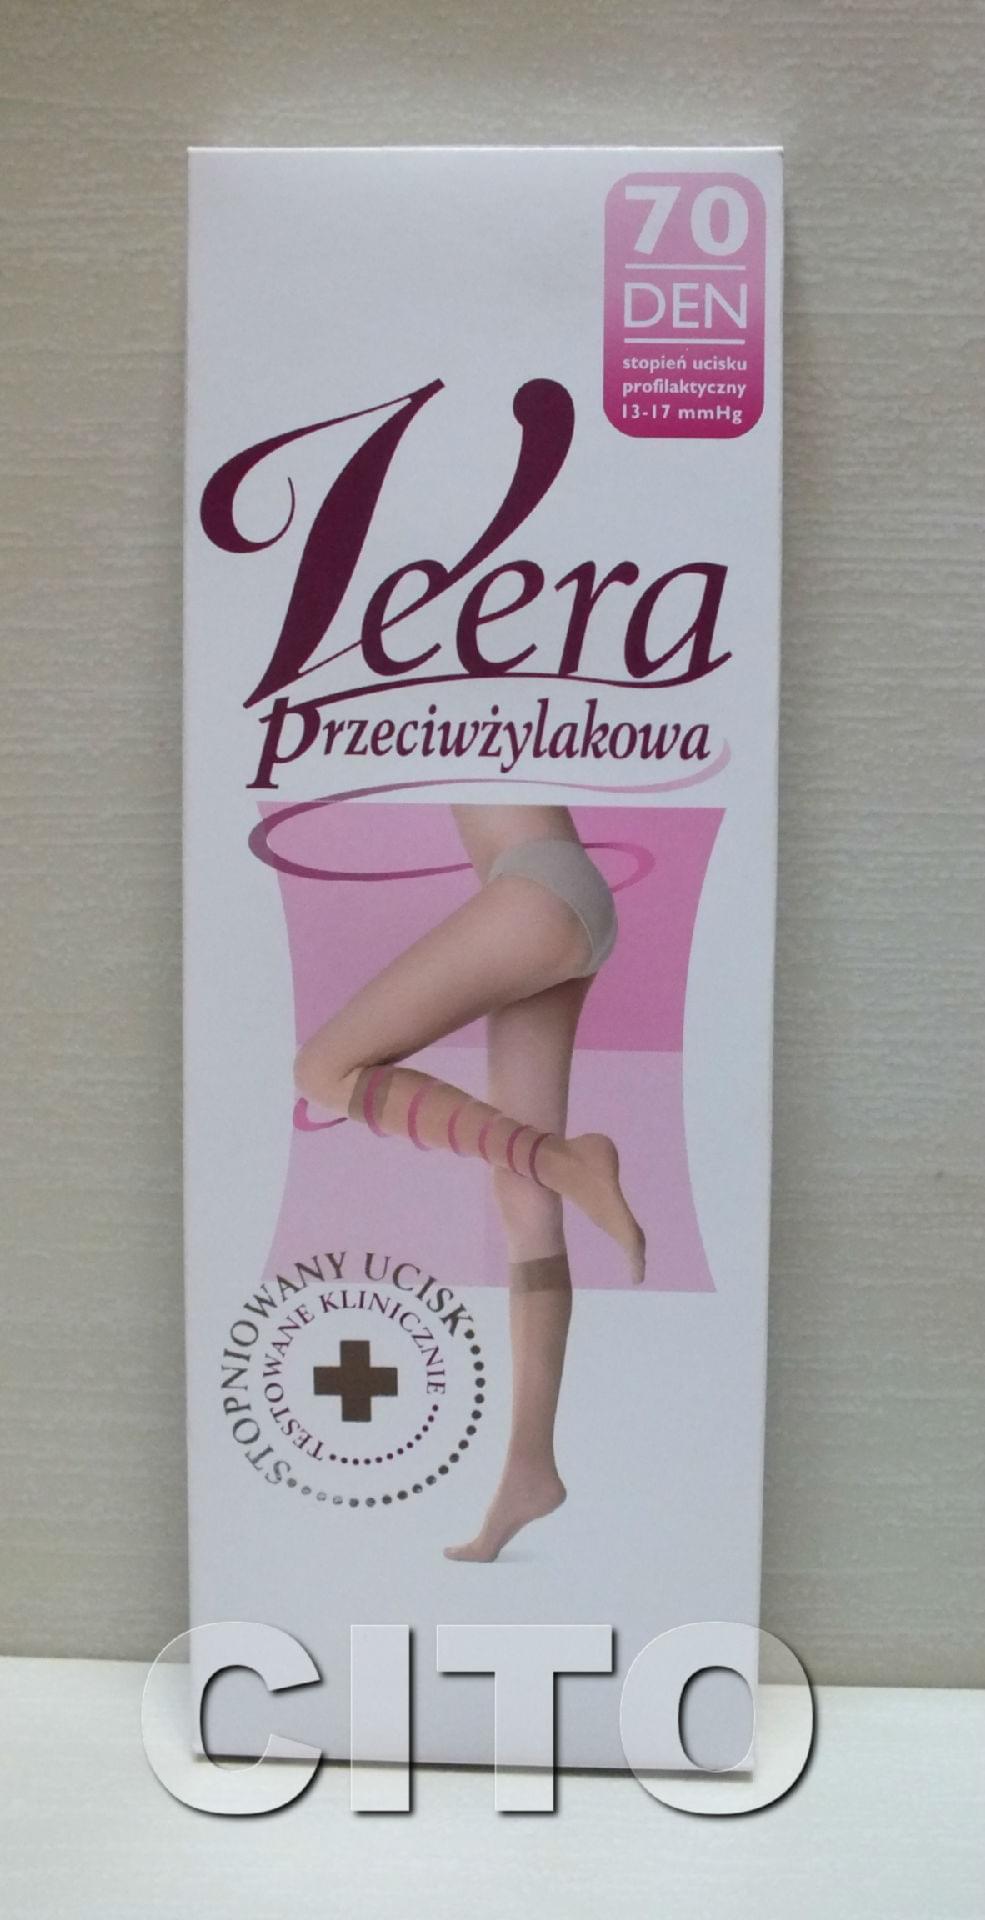 70
DEN
stopień ucisku
profilaktyczny
13-17 mmHg
Veera
przeciwżylakowa
STOPNIOWANY UCISK
TESTOWANE KLINICZNIE
CITO